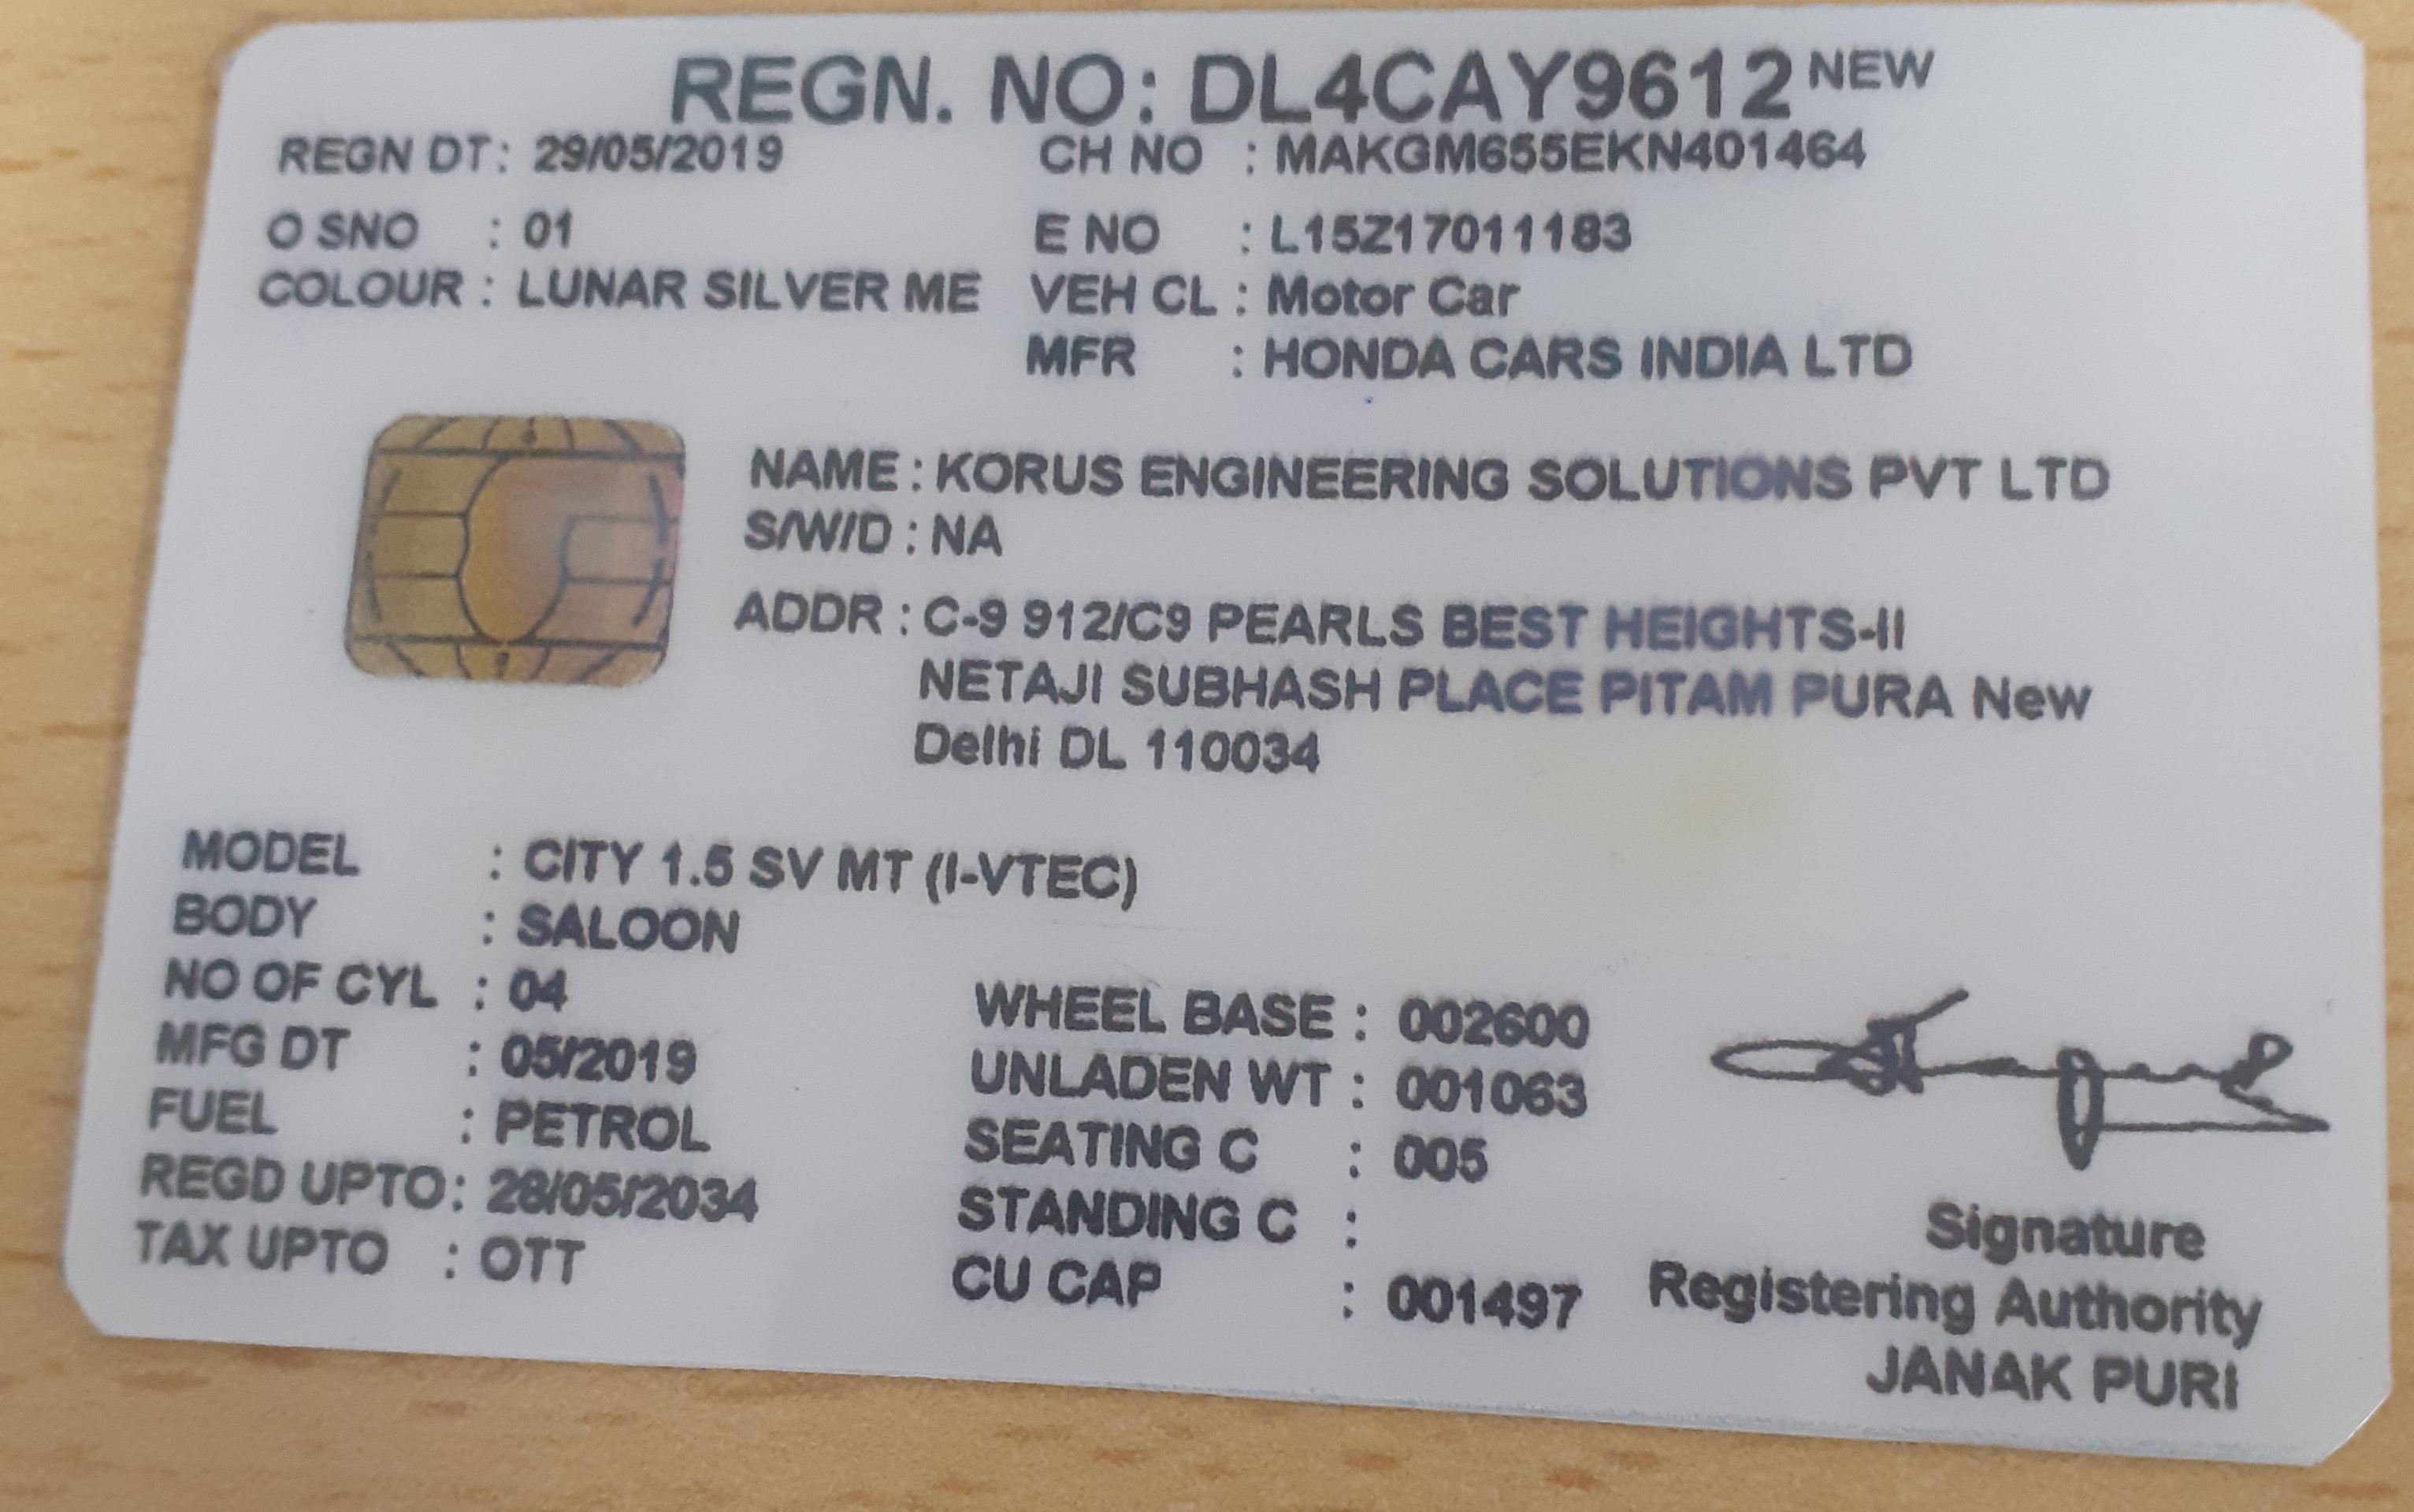 REGN. NO: DL4CAY9612 NEW
REGN DT: 29/05/2019 CH NO : MAKGM655EKN401464
O SNO : 01 E NO : L15Z17011183
COLOUR : LUNAR SILVER ME VEH CL : Motor Car
MFR : HONDA CARS INDIA LTD
NAME : KORUS ENGINEERING SOLUTIONS PVT LTD
S/W/D : NA
ADDR : C-9 912/C9 PEARLS BEST HEIGHTS-II
NETAJI SUBHASH PLACE PITAM PURA New
Delhi DL 110034
MODEL : CITY 1.5 SV MT (I-VTEC)
BODY : SALOON
NO OF CYL : 04 WHEEL BASE : 002600
MFG DT : 05/2019 UNLADEN WT : 001063
FUEL : PETROL SEATING C : 005
REGD UPTO: 28/05/2034 STANDING C :
TAX UPTO : OTT CU CAP : 001497
Signature
Registering Authority
JANAK PURI